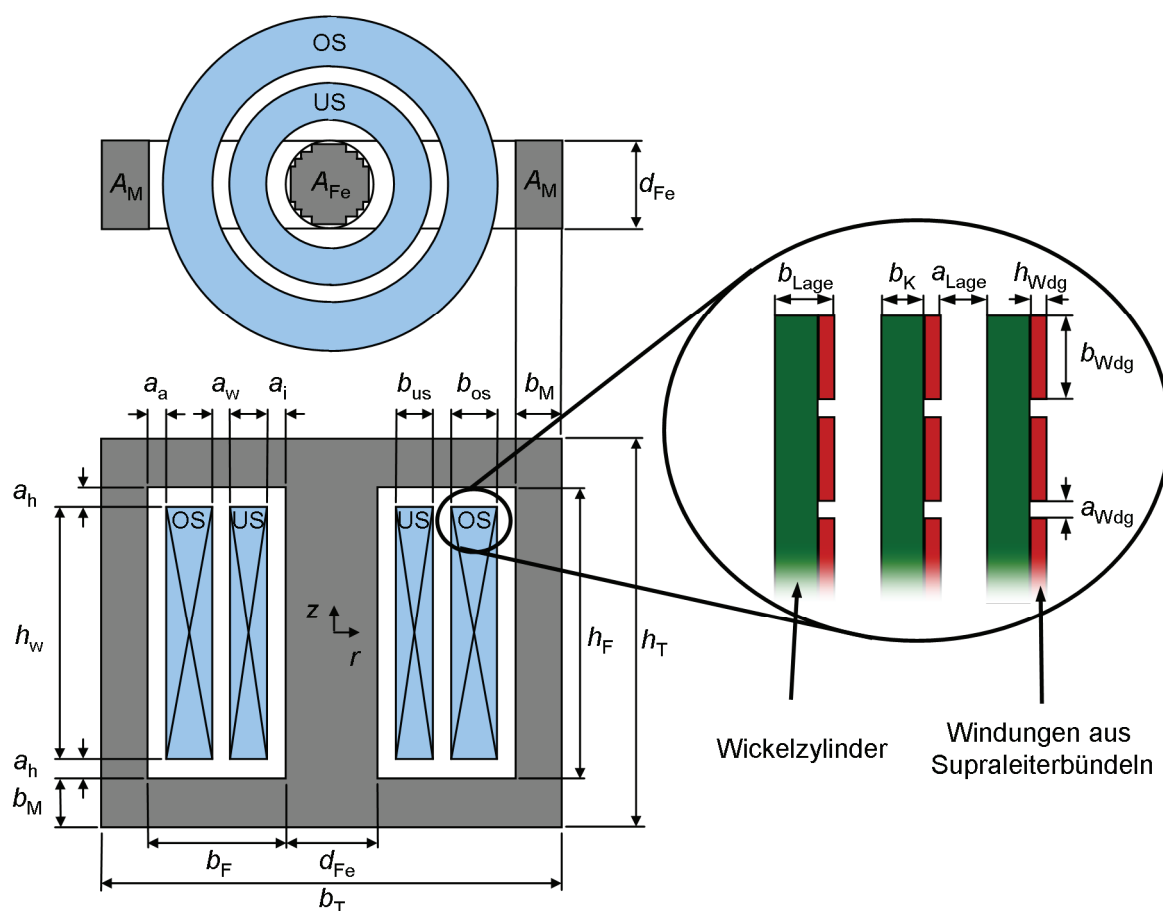 OS
US
A_M
A_Fe
A_M
d_Fe
b_Lage
b_K
a_Lage
h_Wdg
b_Wdg
a_Wdg
a_a
a_w
a_i
b_us
b_os
b_M
a_h
OS
US
US
OS
h_w
z
r
h_F
h_T
a_h
b_M
b_F
d_Fe
b_T
Wickelzylinder
Windungen aus
Supraleiterbündeln